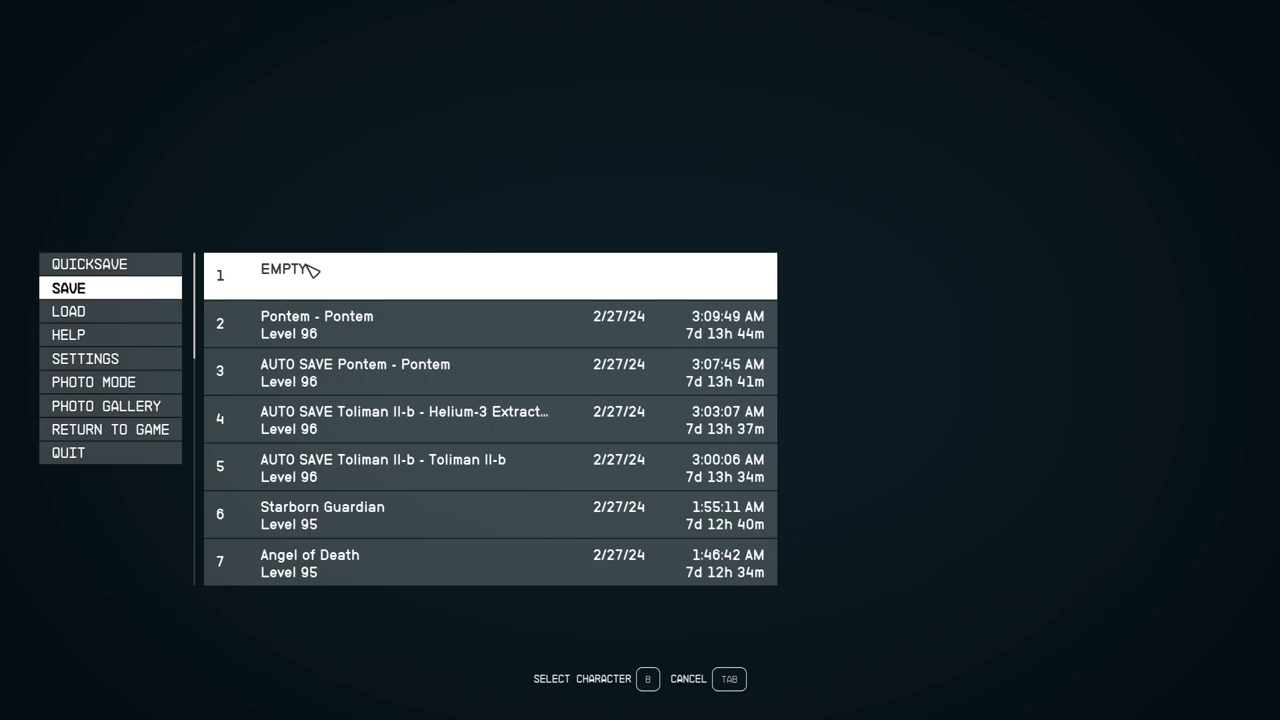 QUICKSAVE
SAVE
LOAD
HELP
SETTINGS
PHOTO MODE
PHOTO GALLERY
RETURN TO GAME
QUIT
1 EMPTY
2 Pontem - Pontem 2/27/24 3:09:49 AM
Level 96 7d 13h 44m
3 AUTO SAVE Pontem - Pontem 2/27/24 3:07:45 AM
Level 96 7d 13h 41m
4 AUTO SAVE Toliman II-b - Helium-3 Extract... 2/27/24 3:03:07 AM
Level 96 7d 13h 37m
5 AUTO SAVE Toliman II-b - Toliman II-b 2/27/24 3:00:06 AM
Level 96 7d 13h 34m
6 Starborn Guardian 2/27/24 1:55:11 AM
Level 95 7d 12h 40m
7 Angel of Death 2/27/24 1:46:42 AM
Level 95 7d 12h 34m
SELECT CHARACTER B CANCEL TAB